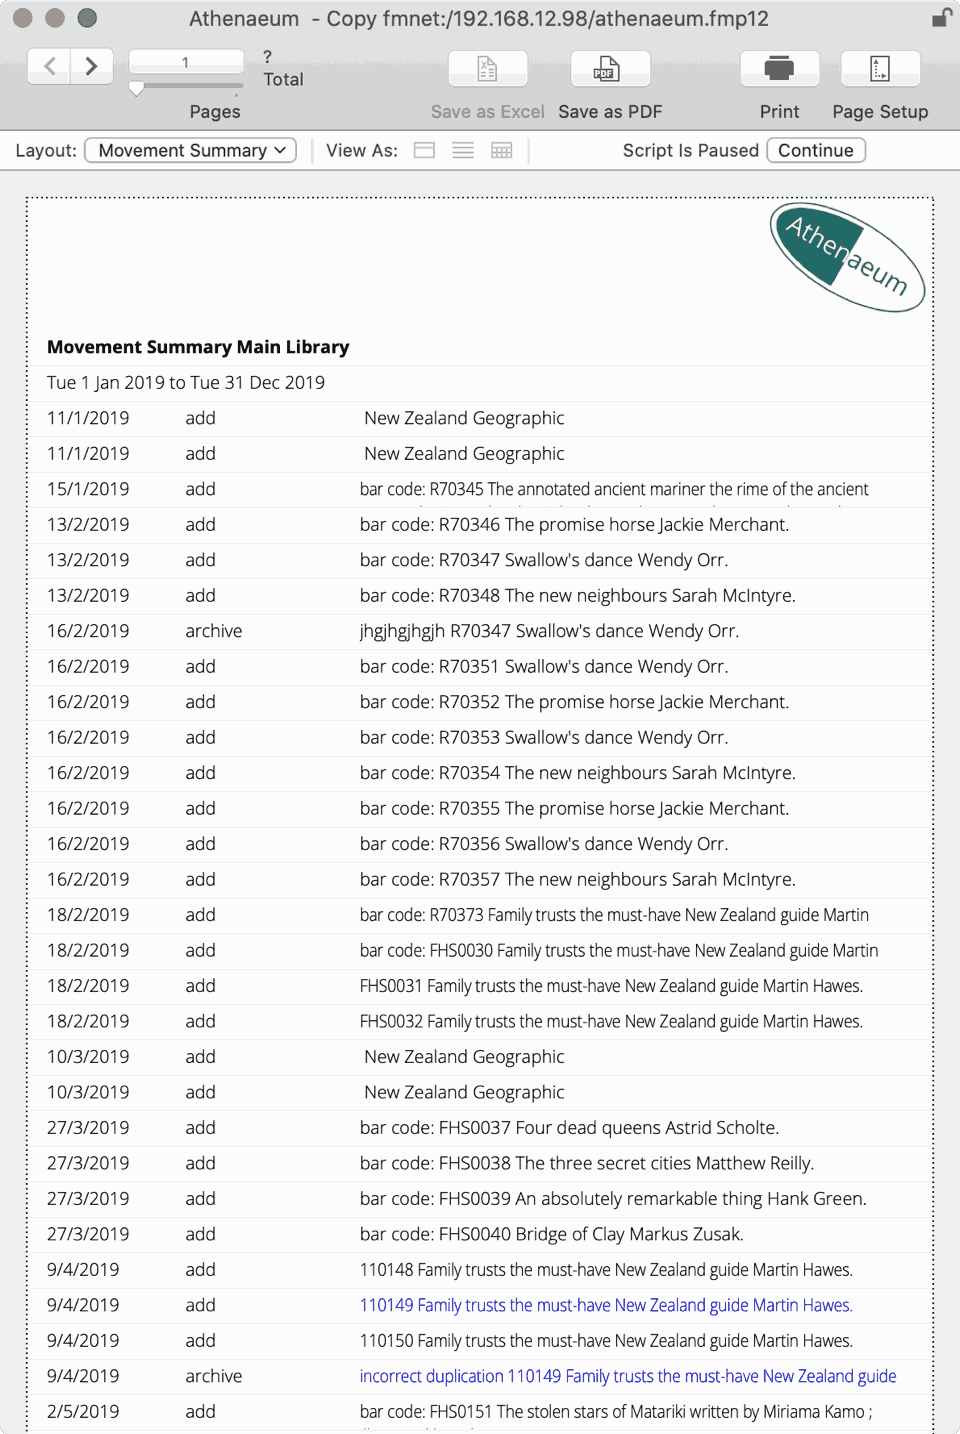 Athenaeum - Copy fmnet:/192.168.12.98/athenaeum.fmp12
1
?
Total
Pages
Save as Excel
Save as PDF
Print
Page Setup
Layout: Movement Summary View As: Script Is Paused Continue
Athenaeum
Movement Summary Main Library
Tue 1 Jan 2019 to Tue 31 Dec 2019
11/1/2019 add New Zealand Geographic
11/1/2019 add New Zealand Geographic
15/1/2019 add bar code: R70345 The annotated ancient mariner the rime of the ancient
13/2/2019 add bar code: R70346 The promise horse Jackie Merchant.
13/2/2019 add bar code: R70347 Swallow's dance Wendy Orr.
13/2/2019 add bar code: R70348 The new neighbours Sarah McIntyre.
16/2/2019 archive jhgjhgjhgjh R70347 Swallow's dance Wendy Orr.
16/2/2019 add bar code: R70351 Swallow's dance Wendy Orr.
16/2/2019 add bar code: R70352 The promise horse Jackie Merchant.
16/2/2019 add bar code: R70353 Swallow's dance Wendy Orr.
16/2/2019 add bar code: R70354 The new neighbours Sarah McIntyre.
16/2/2019 add bar code: R70355 The promise horse Jackie Merchant.
16/2/2019 add bar code: R70356 Swallow's dance Wendy Orr.
16/2/2019 add bar code: R70357 The new neighbours Sarah McIntyre.
18/2/2019 add bar code: R70373 Family trusts the must-have New Zealand guide Martin
18/2/2019 add bar code: FHS0030 Family trusts the must-have New Zealand guide Martin
18/2/2019 add FHS0031 Family trusts the must-have New Zealand guide Martin Hawes.
18/2/2019 add FHS0032 Family trusts the must-have New Zealand guide Martin Hawes.
10/3/2019 add New Zealand Geographic
10/3/2019 add New Zealand Geographic
27/3/2019 add bar code: FHS0037 Four dead queens Astrid Scholte.
27/3/2019 add bar code: FHS0038 The three secret cities Matthew Reilly.
27/3/2019 add bar code: FHS0039 An absolutely remarkable thing Hank Green.
27/3/2019 add bar code: FHS0040 Bridge of Clay Markus Zusak.
9/4/2019 add 110148 Family trusts the must-have New Zealand guide Martin Hawes.
9/4/2019 add 110149 Family trusts the must-have New Zealand guide Martin Hawes.
9/4/2019 add 110150 Family trusts the must-have New Zealand guide Martin Hawes.
9/4/2019 archive incorrect duplication 110149 Family trusts the must-have New Zealand guide
2/5/2019 add bar code: FHS0151 The stolen stars of Matariki written by Miriama Kamo ;